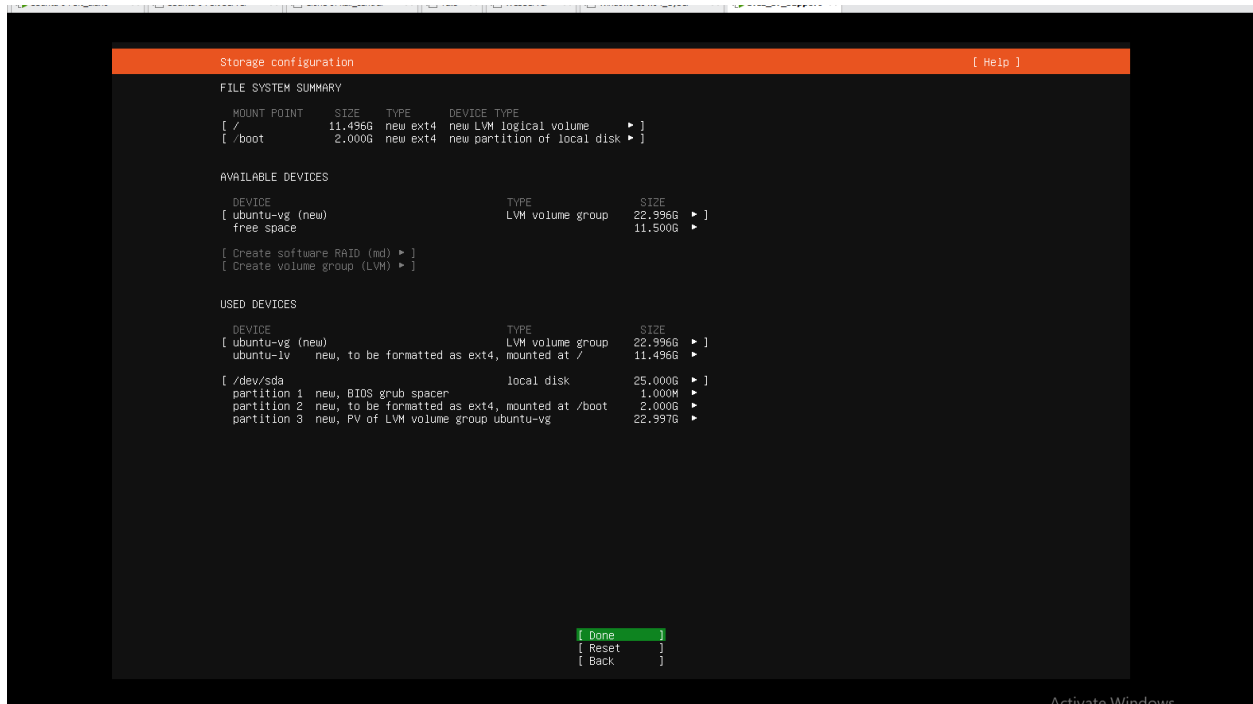 Storage configuration [ Help ]
FILE SYSTEM SUMMARY
MOUNT POINT SIZE TYPE DEVICE TYPE
[ / 11.496G new ext4 new LVM logical volume ▸ ]
[ /boot 2.000G new ext4 new partition of local disk ▸ ]
AVAILABLE DEVICES
DEVICE TYPE SIZE
[ ubuntu-vg (new) LVM volume group 22.996G ▸ ]
free space 11.500G ▸
[ Create software RAID (md) ▸ ]
[ Create volume group (LVM) ▸ ]
USED DEVICES
DEVICE TYPE SIZE
[ ubuntu-vg (new) LVM volume group 22.996G ▸ ]
ubuntu-lv new, to be formatted as ext4, mounted at / 11.496G ▸
[ /dev/sda local disk 25.000G ▸ ]
partition 1 new, BIOS grub spacer 1.000M ▸
partition 2 new, to be formatted as ext4, mounted at /boot 2.000G ▸
partition 3 new, PV of LVM volume group ubuntu-vg 22.997G ▸
[ Done ]
[ Reset ]
[ Back ]
Activate Windows